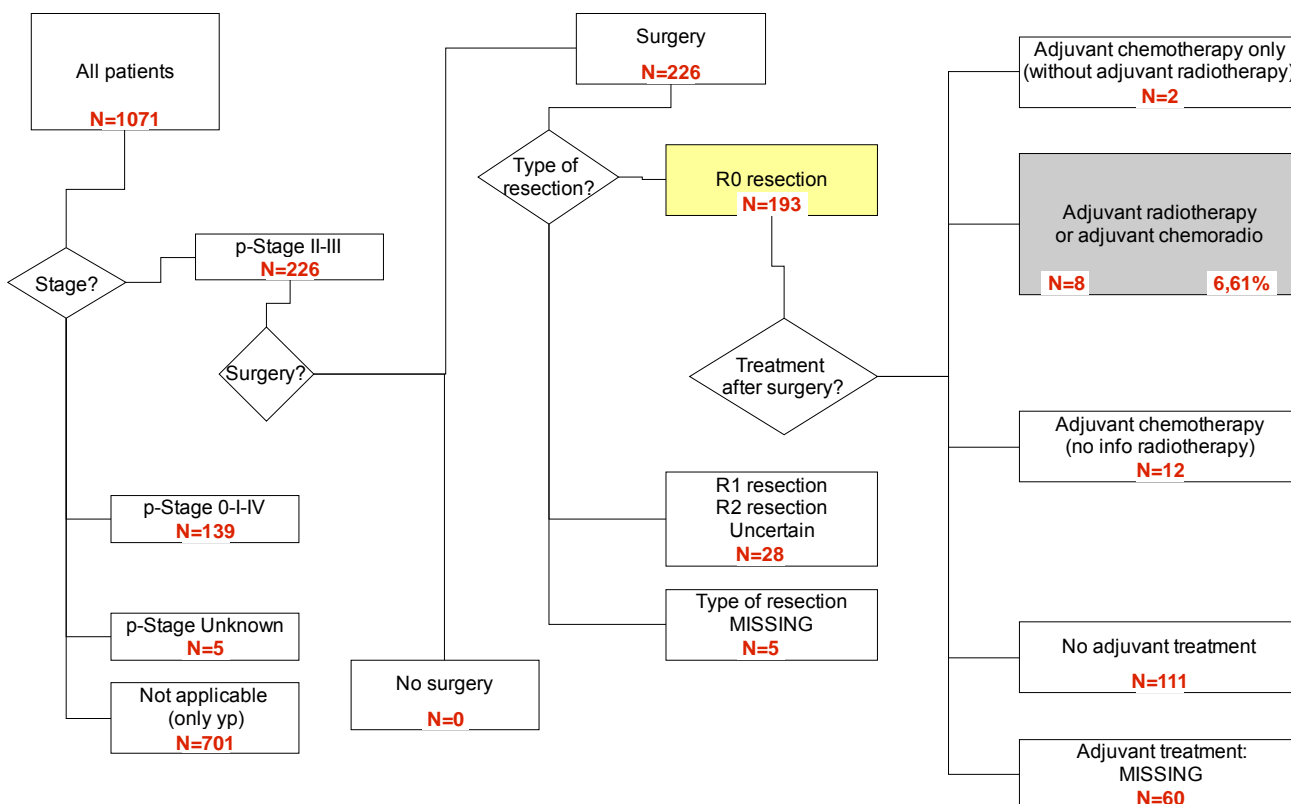 All patients
N=1071
Stage?
p-Stage II-III
N=226
Surgery?
p-Stage 0-I-IV
N=139
p-Stage Unknown
N=5
Not applicable
(only yp)
N=701
Surgery
N=226
No surgery
N=0
Type of
resection?
R0 resection
N=193
R1 resection
R2 resection
Uncertain
N=28
Type of resection
MISSING
N=5
Treatment
after surgery?
Adjuvant chemotherapy only
(without adjuvant radiotherapy)
N=2
Adjuvant radiotherapy
or adjuvant chemoradio
N=8 6,61%
Adjuvant chemotherapy
(no info radiotherapy)
N=12
No adjuvant treatment
N=111
Adjuvant treatment:
MISSING
N=60